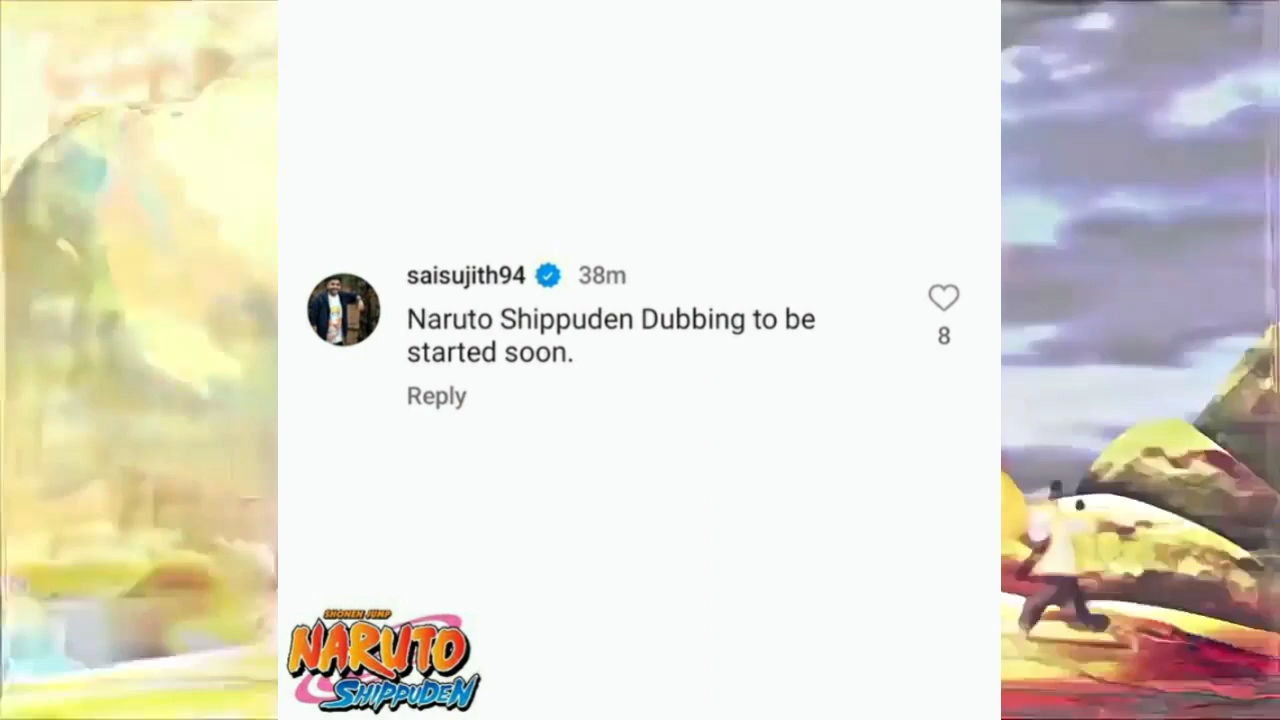 saisujith94 38m
Naruto Shippuden Dubbing to be
started soon.
8
Reply
SHONEN JUMP
NARUTO
SHIPPUDEN